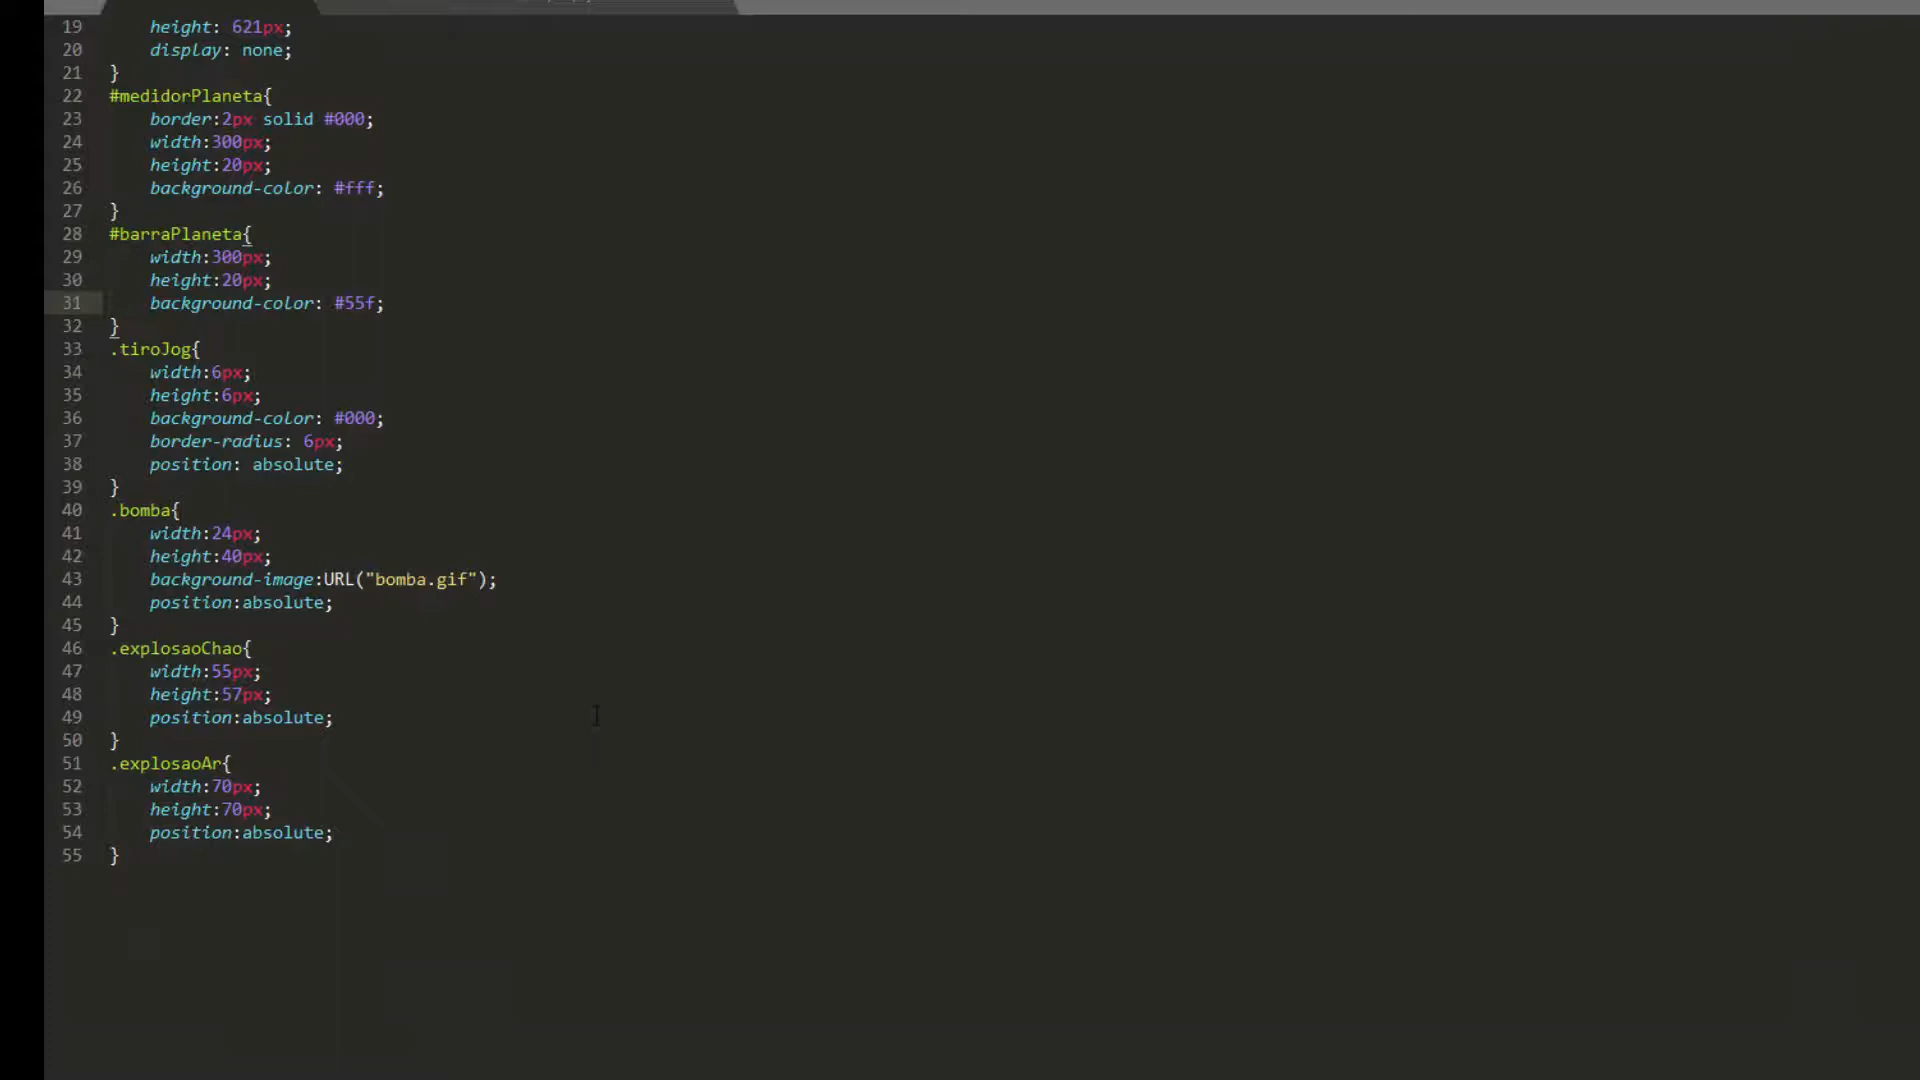 19 height: 621px;
20 display: none;
21 }
22 #medidorPlaneta{
23 border:2px solid #000;
24 width:300px;
25 height:20px;
26 background-color: #fff;
27 }
28 #barraPlaneta{
29 width:300px;
30 height:20px;
31 background-color: #55f;
32 }
33 .tiroJog{
34 width:6px;
35 height:6px;
36 background-color: #000;
37 border-radius: 6px;
38 position: absolute;
39 }
40 .bomba{
41 width:24px;
42 height:40px;
43 background-image:URL("bomba.gif");
44 position:absolute;
45 }
46 .explosaoChao{
47 width:55px;
48 height:57px;
49 position:absolute;
50 }
51 .explosaoAr{
52 width:70px;
53 height:70px;
54 position:absolute;
55 }